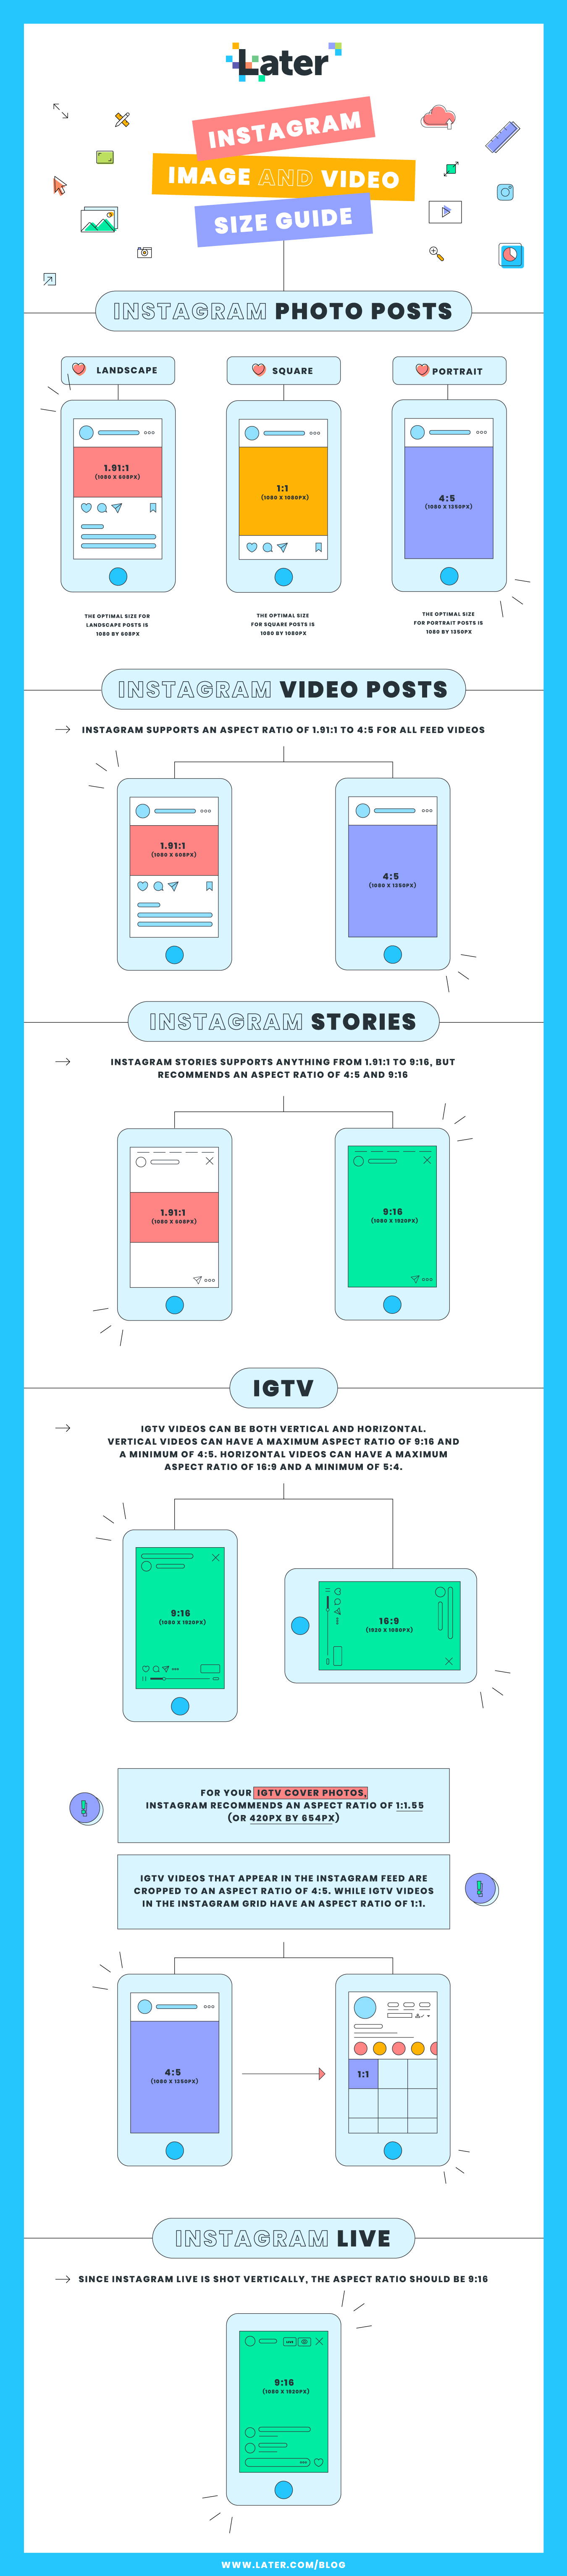 Later
INSTAGRAM
IMAGE AND VIDEO
SIZE GUIDE
INSTAGRAM PHOTO POSTS
LANDSCAPE
SQUARE
PORTRAIT
1.91:1
(1080 X 608PX)
1:1
(1080 X 1080PX)
4:5
(1080 X 1350PX)
THE OPTIMAL SIZE FOR
LANDSCAPE POSTS IS
1080 BY 608PX
THE OPTIMAL SIZE
FOR SQUARE POSTS IS
1080 BY 1080PX
THE OPTIMAL SIZE
FOR PORTRAIT POSTS IS
1080 BY 1350PX
INSTAGRAM VIDEO POSTS
INSTAGRAM SUPPORTS AN ASPECT RATIO OF 1.91:1 TO 4:5 FOR ALL FEED VIDEOS
1.91:1
(1080 X 608PX)
4:5
(1080 X 1350PX)
INSTAGRAM STORIES
INSTAGRAM STORIES SUPPORTS ANYTHING FROM 1.91:1 TO 9:16, BUT
RECOMMENDS AN ASPECT RATIO OF 4:5 AND 9:16
1.91:1
(1080 X 608PX)
9:16
(1080 X 1920PX)
IGTV
IGTV VIDEOS CAN BE BOTH VERTICAL AND HORIZONTAL.
VERTICAL VIDEOS CAN HAVE A MAXIMUM ASPECT RATIO OF 9:16 AND
A MINIMUM OF 4:5. HORIZONTAL VIDEOS CAN HAVE A MAXIMUM
ASPECT RATIO OF 16:9 AND A MINIMUM OF 5:4.
9:16
(1080 X 1920PX)
16:9
(1920 X 1080PX)
FOR YOUR IGTV COVER PHOTOS,
INSTAGRAM RECOMMENDS AN ASPECT RATIO OF 1:1.55
(OR 420PX BY 654PX)
IGTV VIDEOS THAT APPEAR IN THE INSTAGRAM FEED ARE
CROPPED TO AN ASPECT RATIO OF 4:5. WHILE IGTV VIDEOS
IN THE INSTAGRAM GRID HAVE AN ASPECT RATIO OF 1:1.
4:5
(1080 X 1350PX)
1:1
INSTAGRAM LIVE
SINCE INSTAGRAM LIVE IS SHOT VERTICALLY, THE ASPECT RATIO SHOULD BE 9:16
LIVE
9:16
(1080 X 1920PX)
WWW.LATER.COM/BLOG